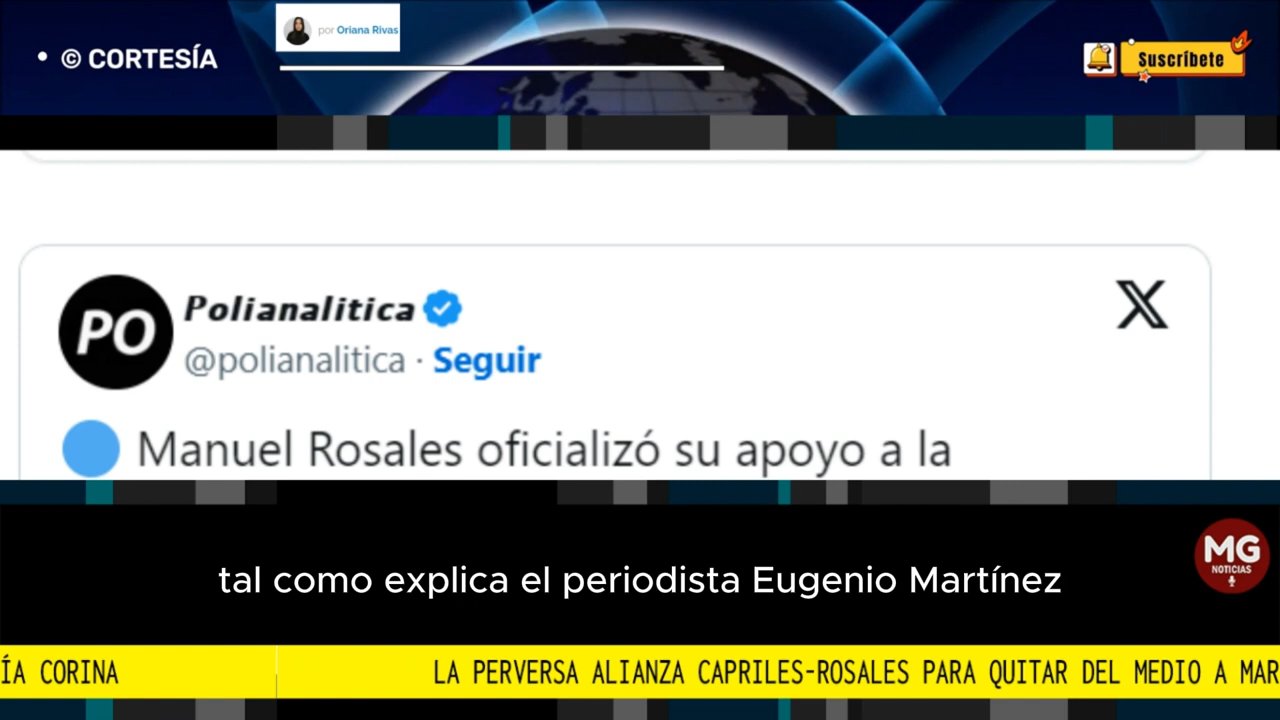 • © CORTESÍA
por Oriana Rivas
Suscríbete
PO
Polianalitica
@polianalitica · Seguir
Manuel Rosales oficializó su apoyo a la
MG
NOTICIAS
tal como explica el periodista Eugenio Martínez
ÍA CORINA
LA PERVERSA ALIANZA CAPRILES-ROSALES PARA QUITAR DEL MEDIO A MAR